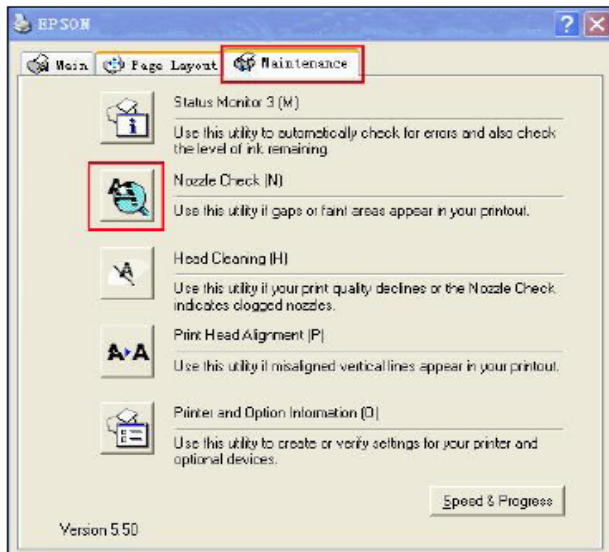 EPSON
Main Page Layout Maintenance
Status Monitor 3 (M)
Use this utility to automatically check for errors and also check
the level of ink remaining.
Nozzle Check (N)
Use this utility if gaps or faint areas appear in your printout.
Head Cleaning (H)
Use this utility if your print quality declines or the Nozzle Check
indicates clogged nozzles.
Print Head Alignment (P)
Use this utility if misaligned vertical lines appear in your printout.
Printer and Option Information (O)
Use this utility to create or verify settings for your printer and
optional devices.
Speed & Progress
Version 5.50